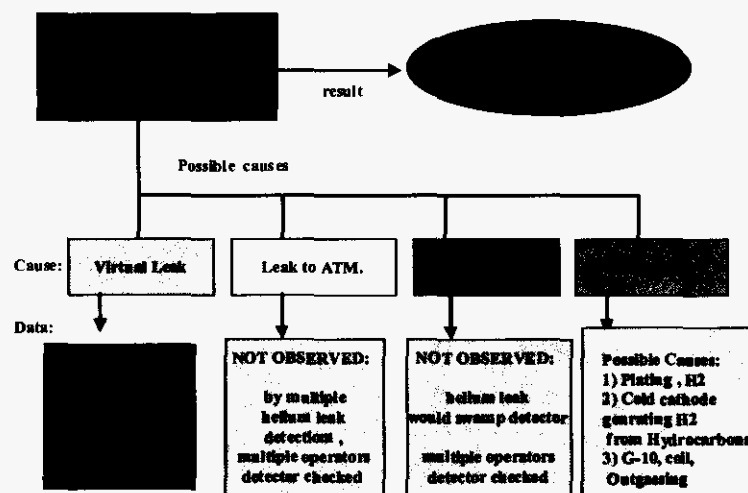 result
Possible causes
Cause:
Virtual Leak
Leak to ATM.
Data:
NOT OBSERVED:
by multiple
helium leak
detections ,
multiple operators
detector checked
NOT OBSERVED:
helium leak
would swamp detector
multiple operators
detector checked
Possible Causes:
1) Plating , H2
2) Cold cathode
genrating H2
from Hydrocarbons
3) G-10, coil,
Outgassing